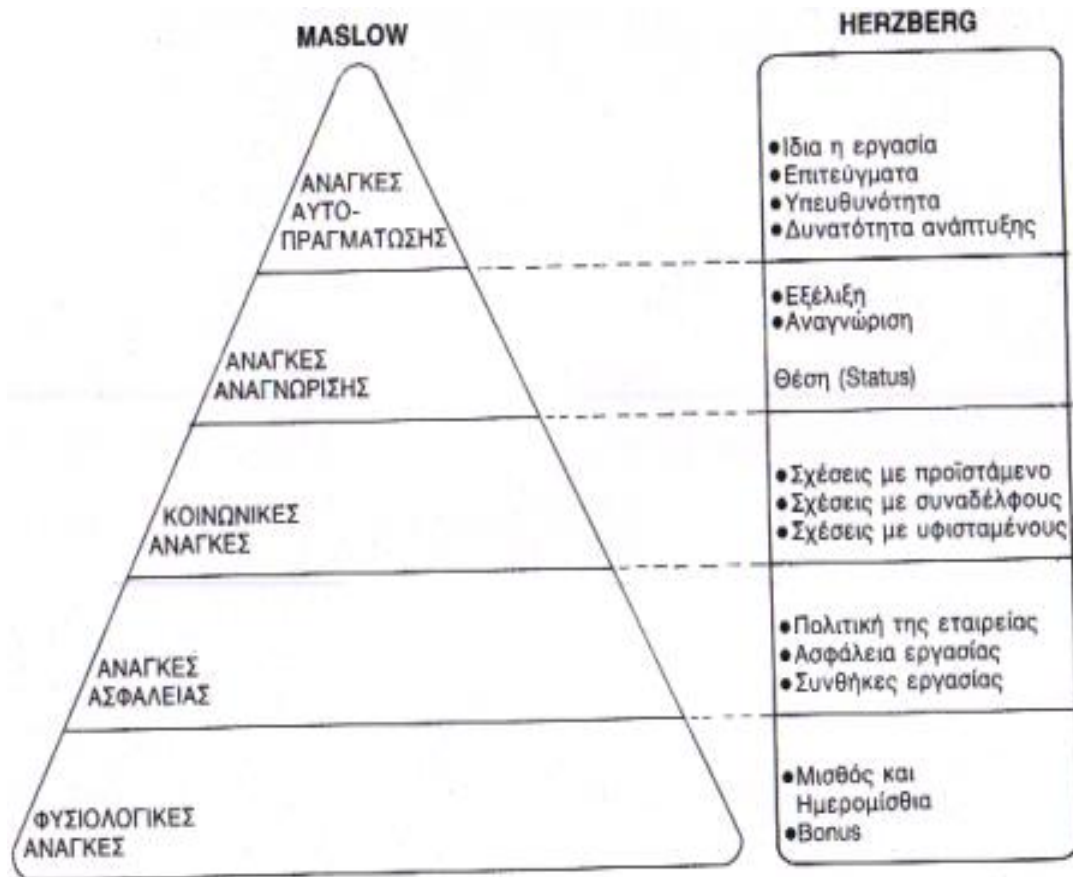 MASLOW
ΑΝΑΓΚΕΣ
ΑΥΤΟ-
ΠΡΑΓΜΑΤΩΣΗΣ
ΑΝΑΓΚΕΣ
ΑΝΑΓΝΩΡΙΣΗΣ
ΚΟΙΝΩΝΙΚΕΣ
ΑΝΑΓΚΕΣ
ΑΝΑΓΚΕΣ
ΑΣΦΑΛΕΙΑΣ
ΦΥΣΙΟΛΟΓΙΚΕΣ
ΑΝΑΓΚΕΣ
HERZBERG
●Ιδια η εργασία
●Επιτεύγματα
●Υπευθυνότητα
●Δυνατότητα ανάπτυξης
●Εξέλιξη
●Αναγνώριση
Θέση (Status)
●Σχέσεις με προϊστάμενο
●Σχέσεις με συναδέλφους
●Σχέσεις με υφισταμένους
●Πολιτική της εταιρείας
●Ασφάλεια εργασίας
●Συνθήκες εργασίας
●Μισθός και
Ημερομίσθια
●Bonus